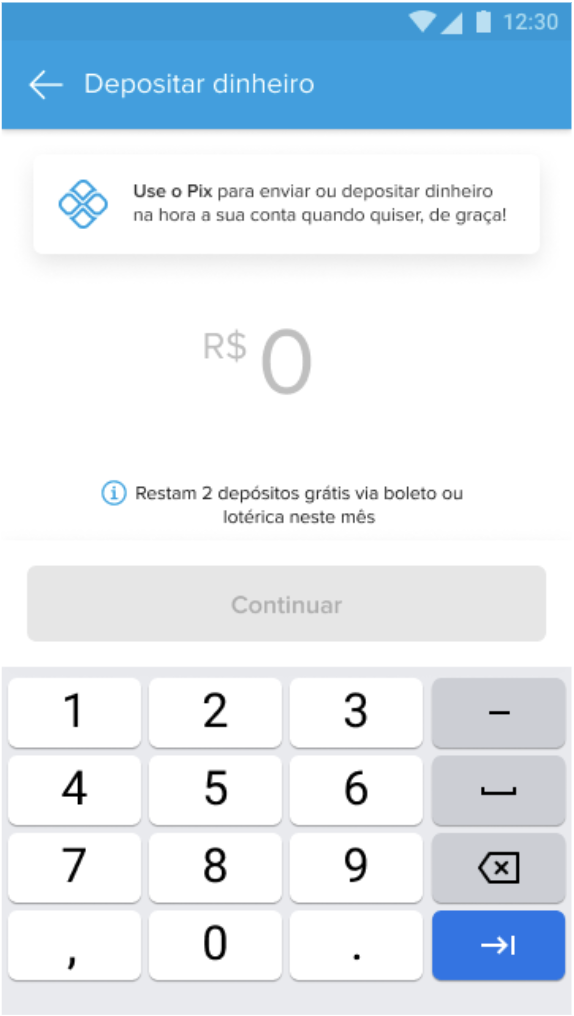 12:30
Depositar dinheiro
Use o Pix para enviar ou depositar dinheiro
na hora a sua conta quando quiser, de graça!
R$ 0
Restam 2 depósitos grátis via boleto ou
lotérica neste mês
Continuar
1 2 3 –
4 5 6
7 8 9
, 0 .